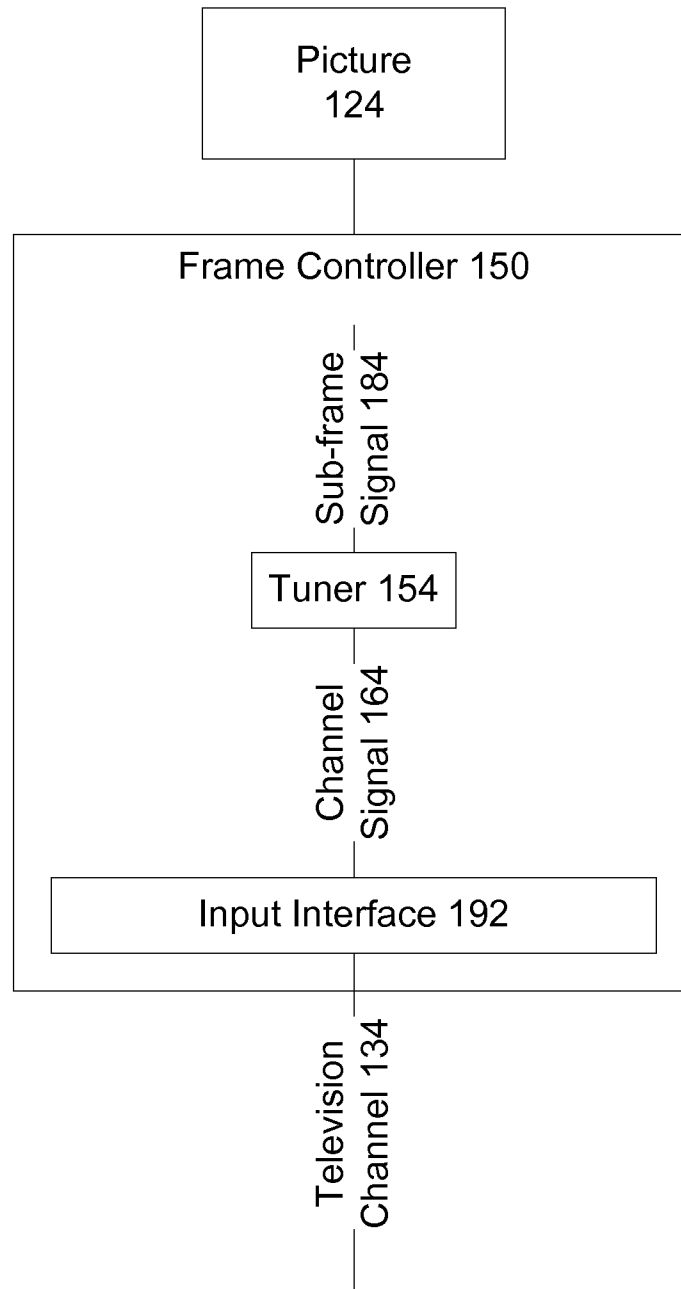 Picture
124
Frame Controller 150
Sub-frame
Signal 184
Tuner 154
Channel
Signal 164
Input Interface 192
Television
Channel 134